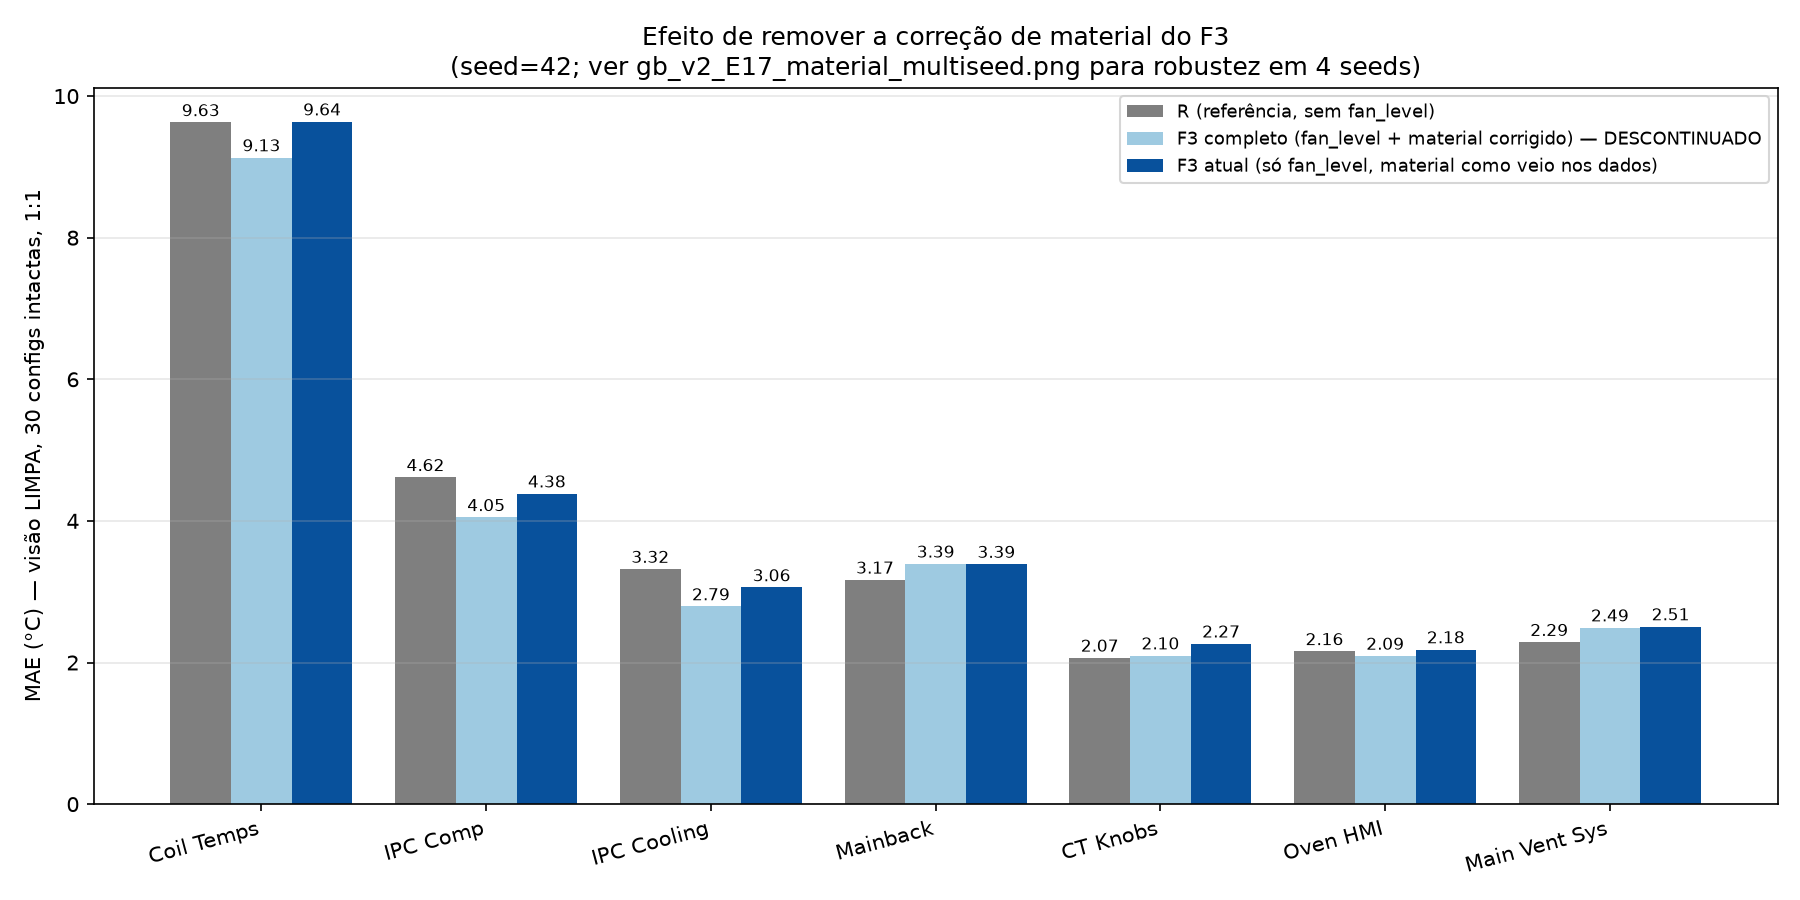 Efeito de remover a correção de material do F3
(seed=42; ver gb_v2_E17_material_multiseed.png para robustez em 4 seeds)
R (referência, sem fan_level)
F3 completo (fan_level + material corrigido) — DESCONTINUADO
F3 atual (só fan_level, material como veio nos dados)
MAE (°C) — visão LIMPA, 30 configs intactas, 1:1
10
8
6
4
2
0
9.63
9.13
9.64
4.62
4.05
4.38
3.32
2.79
3.06
3.17
3.39
3.39
2.07
2.10
2.27
2.16
2.09
2.18
2.29
2.49
2.51
Coil Temps
IPC Comp
IPC Cooling
Mainback
CT Knobs
Oven HMI
Main Vent Sys